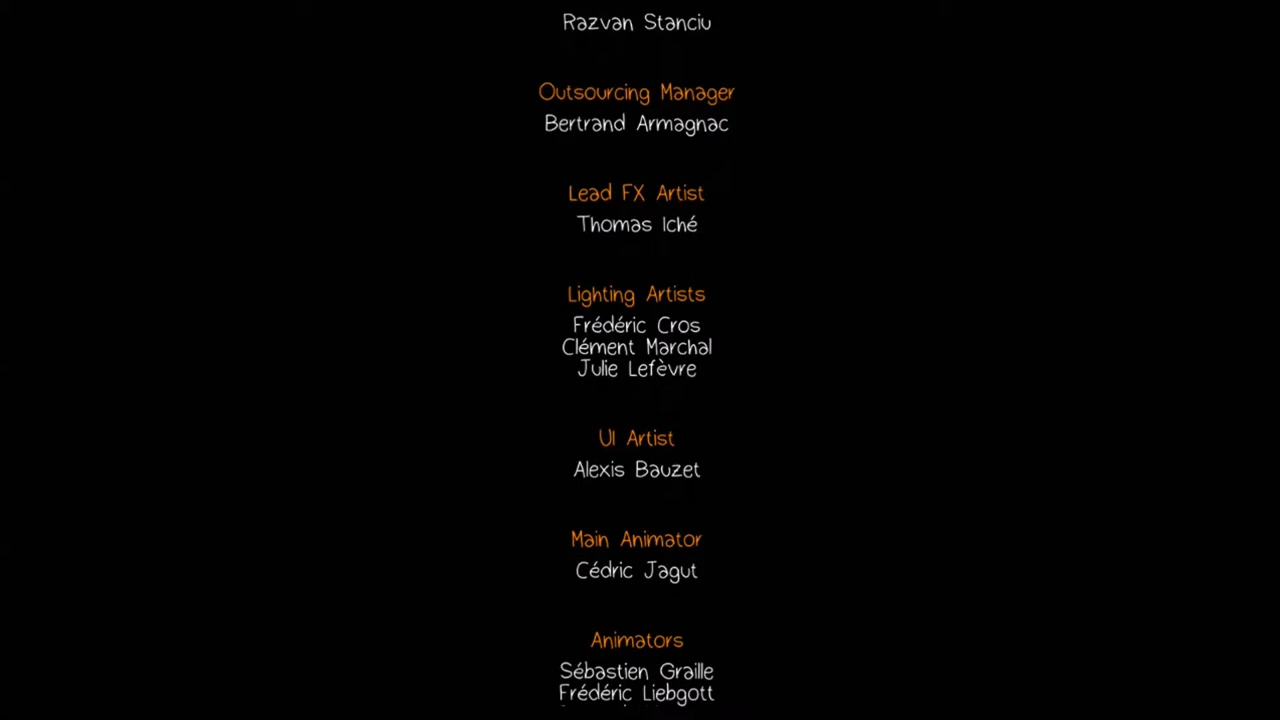 Razvan Stanciu
Outsourcing Manager
Bertrand Armagnac
Lead FX Artist
Thomas Iché
Lighting Artists
Frédéric Cros
Clément Marchal
Julie Lefèvre
UI Artist
Alexis Bauzet
Main Animator
Cédric Jagut
Animators
Sébastien Graille
Frédéric Liebgott